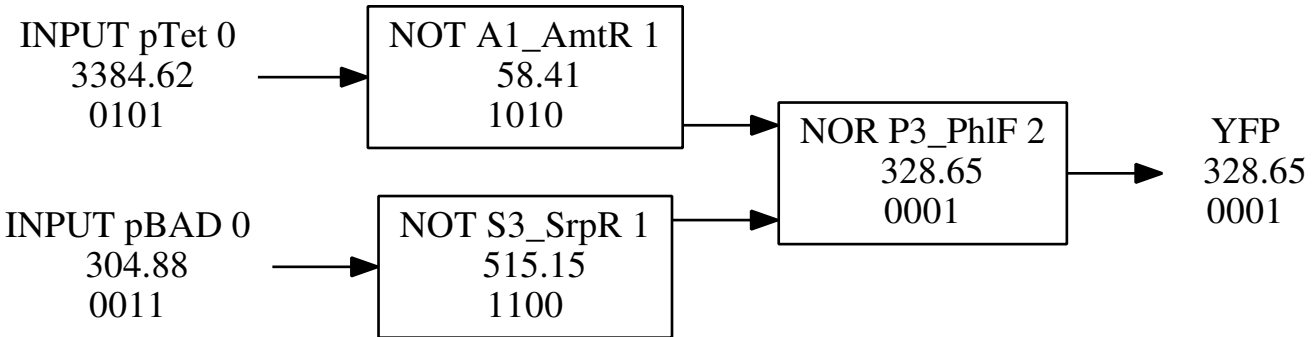 INPUT pTet 0
3384.62
0101
NOT A1_AmtR 1
58.41
1010
INPUT pBAD 0
304.88
0011
NOT S3_SrpR 1
515.15
1100
NOR P3_PhlF 2
328.65
0001
YFP
328.65
0001